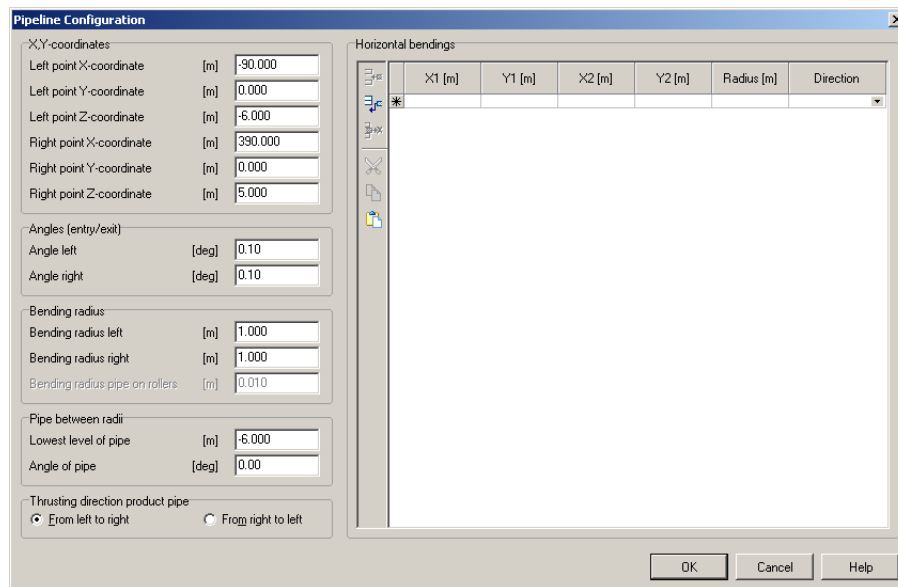 Pipeline Configuration
X,Y-coordinates
Left point X-coordinate [m] -90.000
Left point Y-coordinate [m] 0.000
Left point Z-coordinate [m] -6.000
Right point X-coordinate [m] 390.000
Right point Y-coordinate [m] 0.000
Right point Z-coordinate [m] 5.000
Angles (entry/exit)
Angle left [deg] 0.10
Angle right [deg] 0.10
Bending radius
Bending radius left [m] 1.000
Bending radius right [m] 1.000
Bending radius pipe on rollers [m] 0.010
Pipe between radii
Lowest level of pipe [m] -6.000
Angle of pipe [deg] 0.00
Thrusting direction product pipe
From left to right From right to left
Horizontal bendings
X1 [m] Y1 [m] X2 [m] Y2 [m] Radius [m] Direction
OK Cancel Help